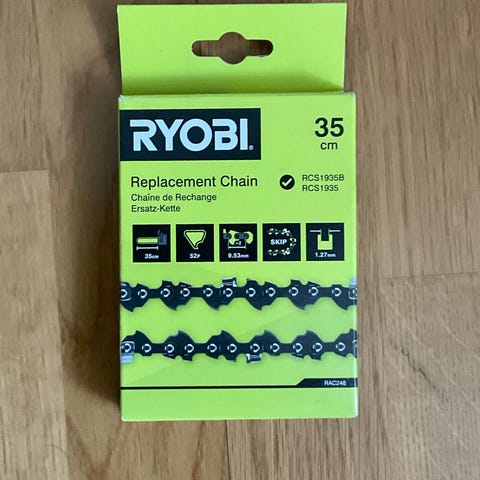 RYOBI.
35
cm
Replacement Chain
Chaîne de Rechange
Ersatz-Kette
RCS1935B
RCS1935
35cm
52P
9.53mm
SKIP
1.27mm
RAC248